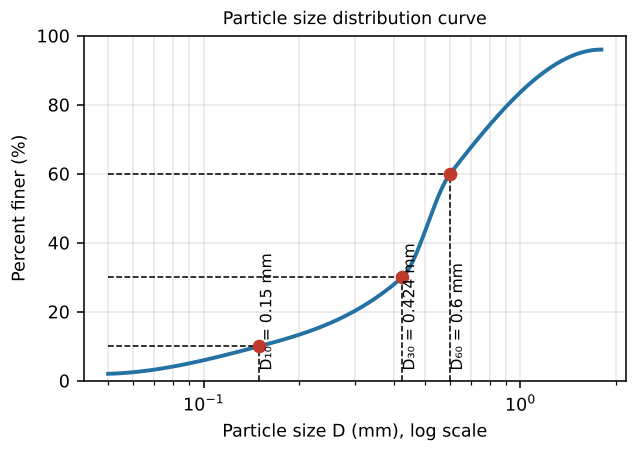 Particle size distribution curve
Percent finer (%)
100
80
60
40
20
0
D₁₀ = 0.15 mm
D₃₀ = 0.424 mm
D₆₀ = 0.6 mm
10⁻¹
10⁰
Particle size D (mm), log scale